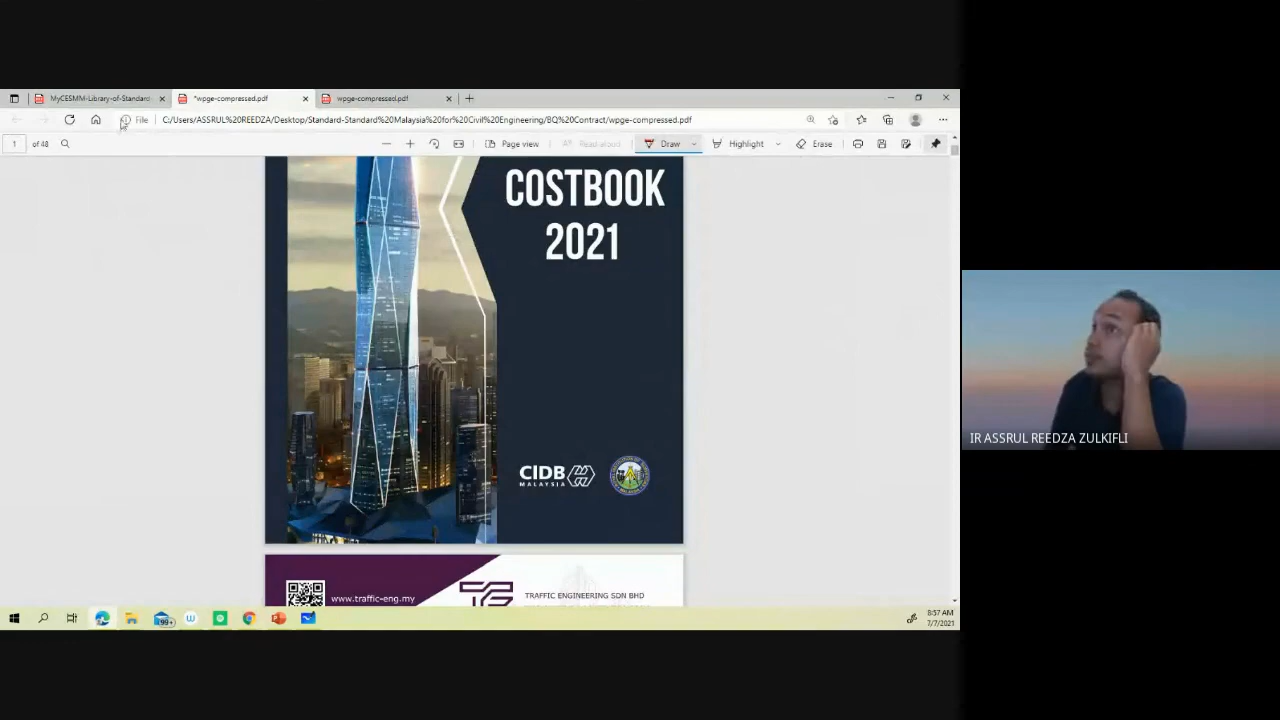 MyCESMM-Library-of-Standard
*wpge-compressed.pdf
wpge-compressed.pdf
File
C:/Users/ASSRUL%20REEDZA/Desktop/Standard-Standard%20Malaysia%20for%20Civil%20Engineering/BQ%20Contract/wpge-compressed.pdf
1 of 48
Page view
Read aloud
Draw
Highlight
Erase
COSTBOOK
2021
CIDB
MALAYSIA
www.traffic-eng.my
TRAFFIC ENGINEERING SDN BHD
IR ASSRUL REEDZA ZULKIFLI
99+
8:57 AM
7/7/2021